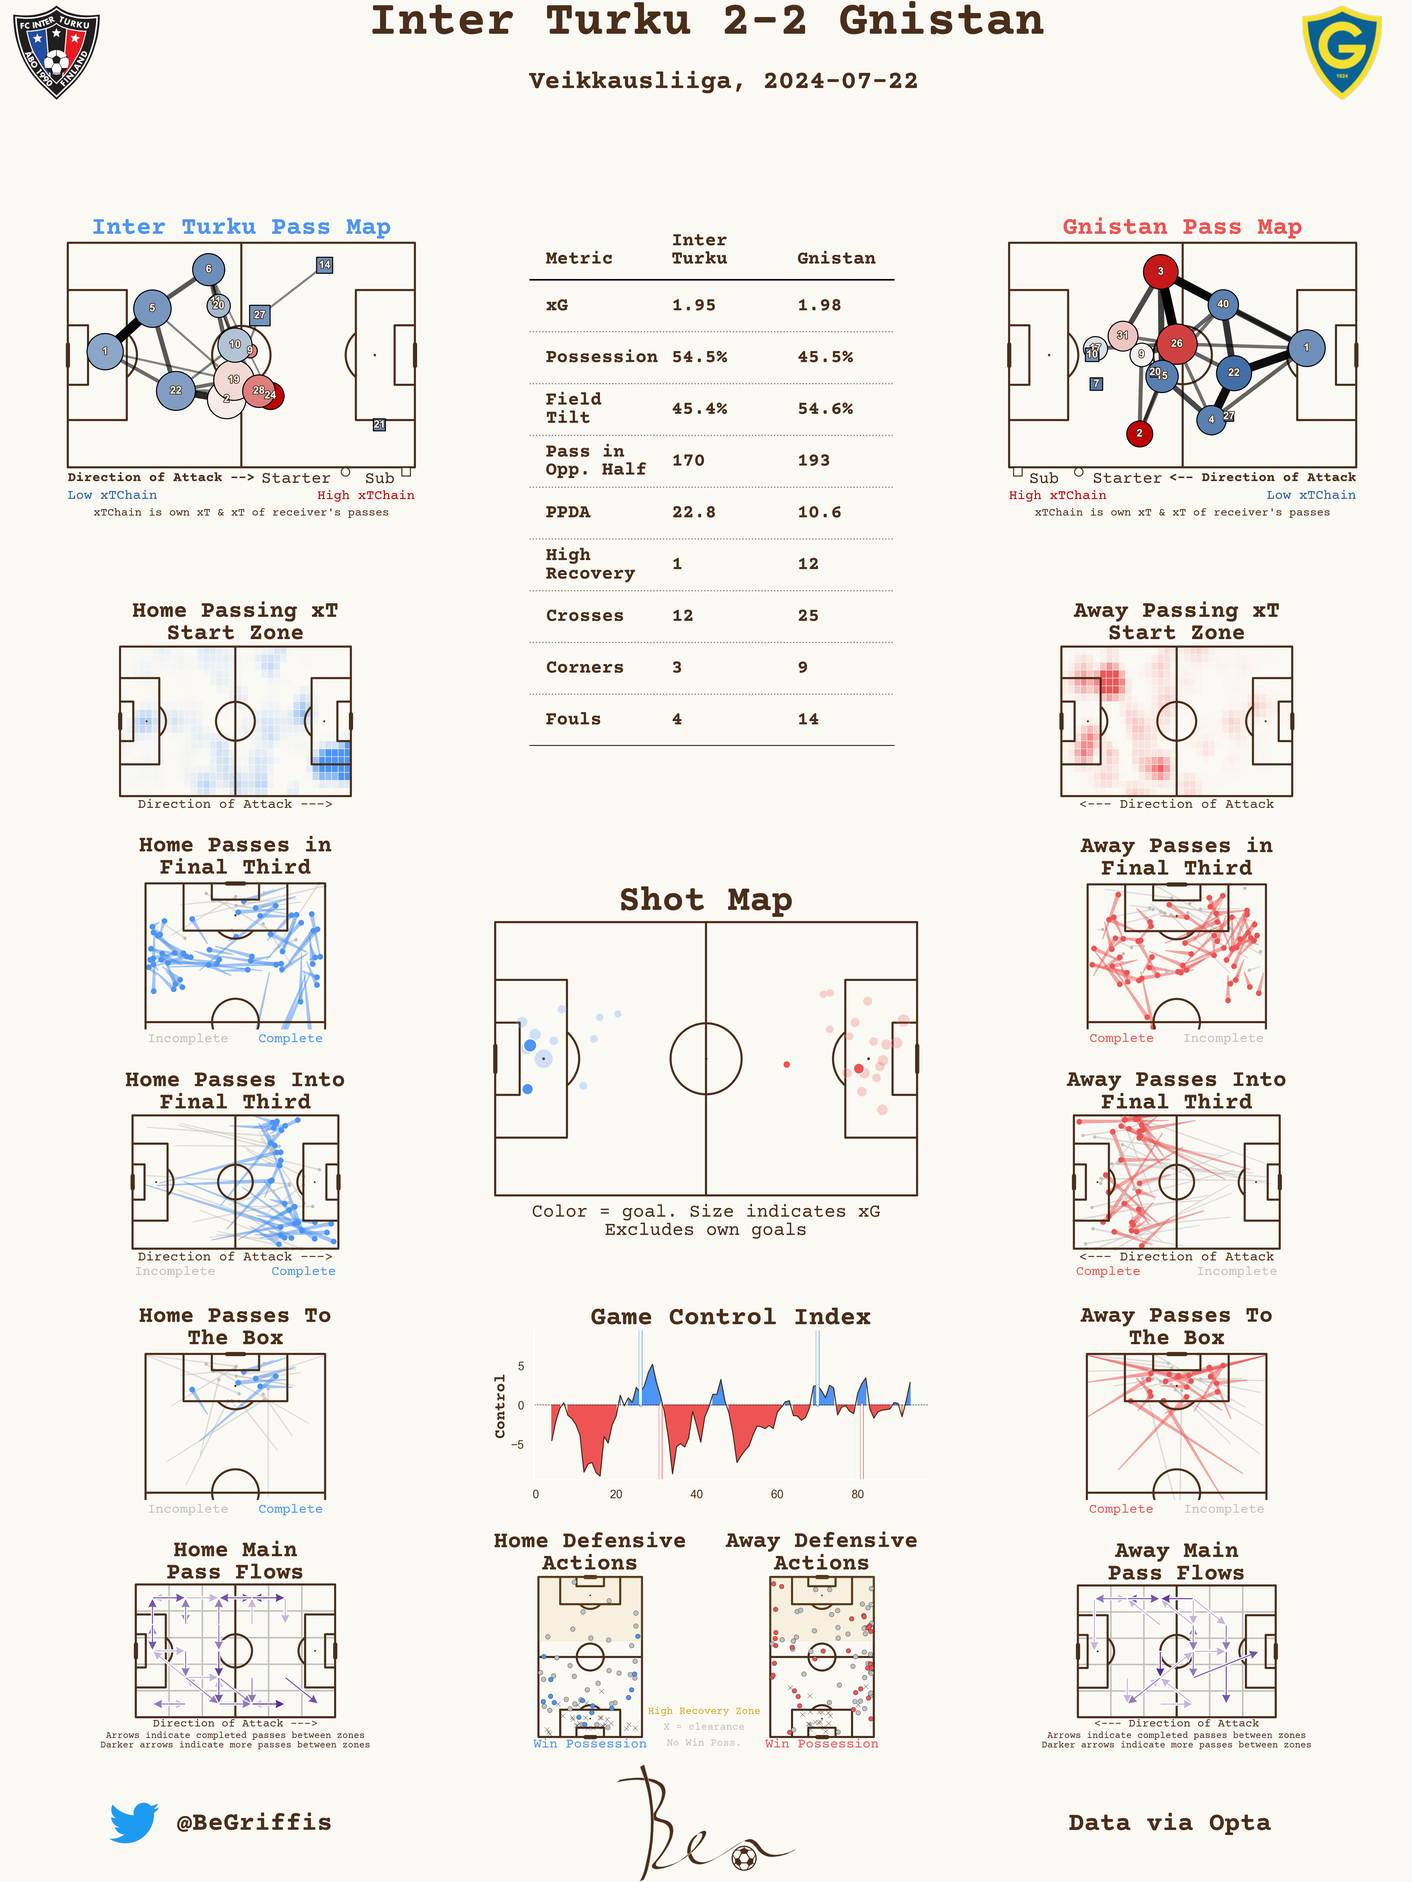 Inter Turku 2-2 Gnistan
Veikkausliiga, 2024-07-22
FC INTER TURKU
ÅBO 1990 FINLAND
G
1924
Inter Turku Pass Map
6
14
5
11
20
27
1
10
9
22
19
28
24
2
21
Direction of Attack --> Starter Sub
Low xTChain High xTChain
xTChain is own xT & xT of receiver's passes
Metric Inter Turku Gnistan
xG 1.95 1.98
Possession 54.5% 45.5%
Field Tilt 45.4% 54.6%
Pass in Opp. Half 170 193
PPDA 22.8 10.6
High Recovery 1 12
Crosses 12 25
Corners 3 9
Fouls 4 14
Gnistan Pass Map
3
40
31
17
10
9
26
1
20
15
22
7
4
27
2
Sub Starter <-- Direction of Attack
High xTChain Low xTChain
xTChain is own xT & xT of receiver's passes
Home Passing xT
Start Zone
Direction of Attack --->
Away Passing xT
Start Zone
<--- Direction of Attack
Home Passes in
Final Third
Incomplete Complete
Away Passes in
Final Third
Complete Incomplete
Shot Map
Color = goal. Size indicates xG
Excludes own goals
Home Passes Into
Final Third
Direction of Attack --->
Incomplete Complete
Away Passes Into
Final Third
<--- Direction of Attack
Complete Incomplete
Home Passes To
The Box
Incomplete Complete
Game Control Index
Control
5
0
−5
0 20 40 60 80
Away Passes To
The Box
Complete Incomplete
Home Main
Pass Flows
Direction of Attack --->
Arrows indicate completed passes between zones
Darker arrows indicate more passes between zones
Home Defensive
Actions
Win Possession
High Recovery Zone
X = clearance
No Win Poss.
Away Defensive
Actions
Win Possession
Away Main
Pass Flows
<--- Direction of Attack
Arrows indicate completed passes between zones
Darker arrows indicate more passes between zones
@BeGriffis
Ben
Data via Opta